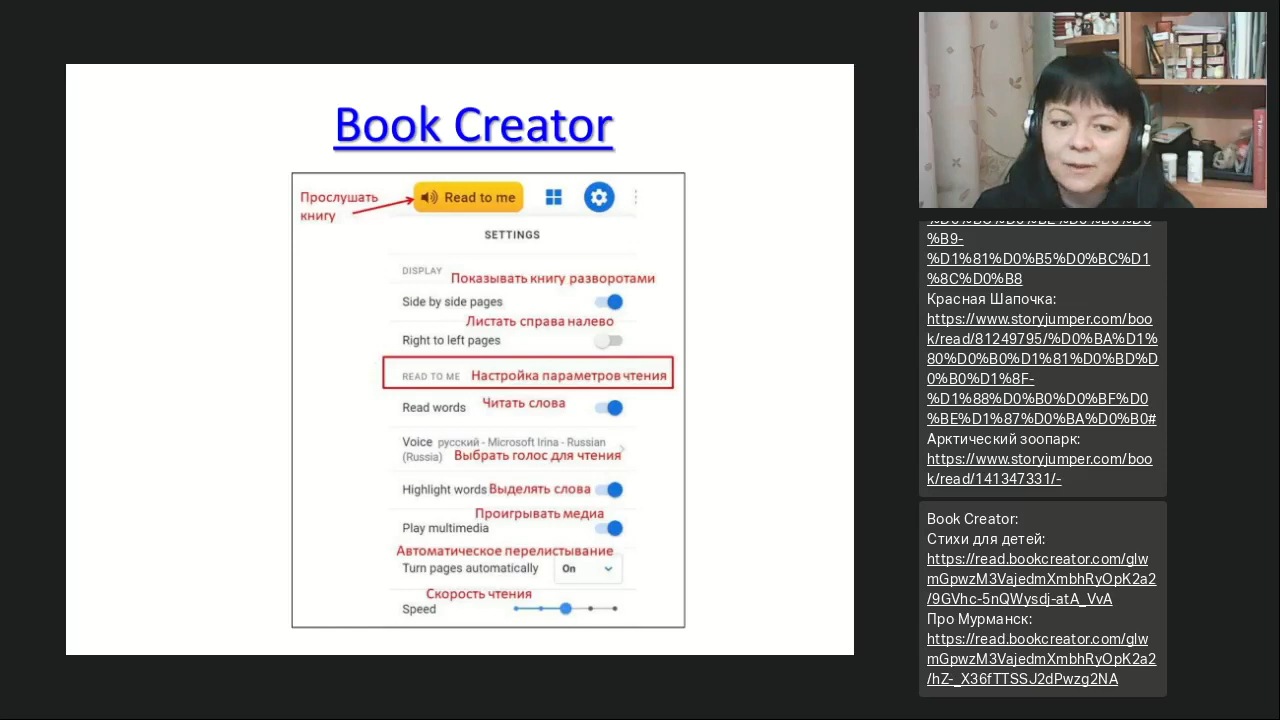 Book Creator
Прослушать
книгу
Read to me
SETTINGS
DISPLAY
Показывать книгу разворотами
Side by side pages
Листать справа налево
Right to left pages
READ TO ME Настройка параметров чтения
Читать слова
Read words
Voice русский - Microsoft Irina - Russian
(Russia) Выбрать голос для чтения
Highlight words Выделять слова
Проигрывать медиа
Play multimedia
Автоматическое перелистывание
Turn pages automatically On
Скорость чтения
Speed
%B9-
%D1%81%D0%B5%D0%BC%D1
%8C%D0%B8
Красная Шапочка:
https://www.storyjumper.com/boo
k/read/81249795/%D0%BA%D1%
80%D0%B0%D1%81%D0%BD%D
0%B0%D1%8F-
%D1%88%D0%B0%D0%BF%D0
%BE%D1%87%D0%BA%D0%B0#
Арктический зоопарк:
https://www.storyjumper.com/boo
k/read/141347331/-
Book Creator:
Стихи для детей:
https://read.bookcreator.com/glw
mGpwzM3VajedmXmbhRyOpK2a2
/9GVhc-5nQWysdj-atA_VvA
Про Мурманск:
https://read.bookcreator.com/glw
mGpwzM3VajedmXmbhRyOpK2a2
/hZ-_X36fTTSSJ2dPwzg2NA